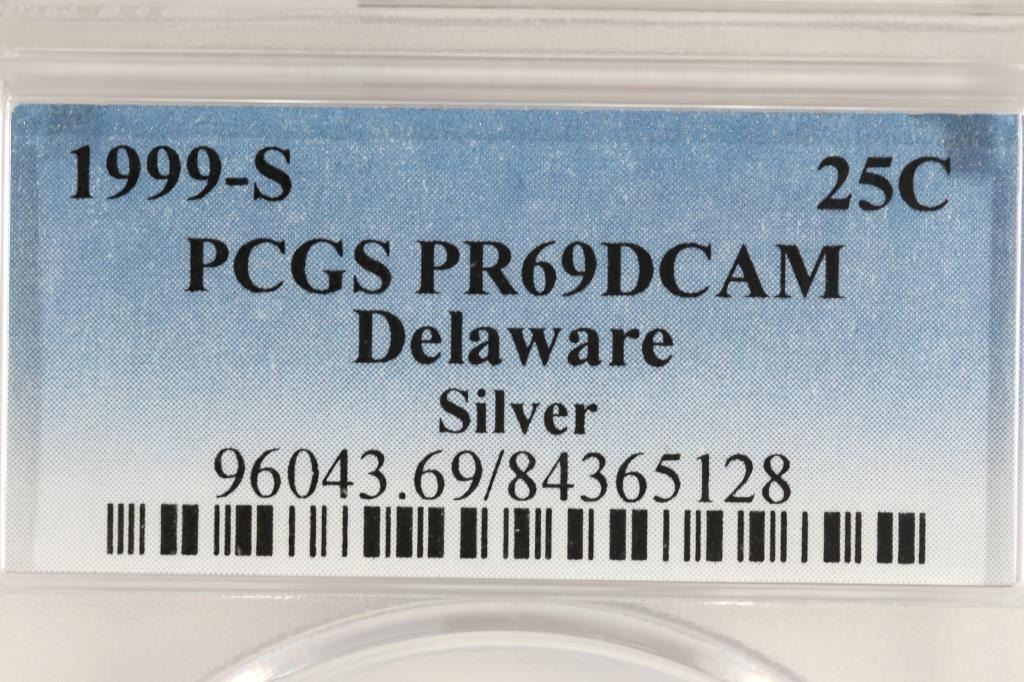 1999-S 25C
PCGS PR69DCAM
Delaware
Silver
96043.69/84365128